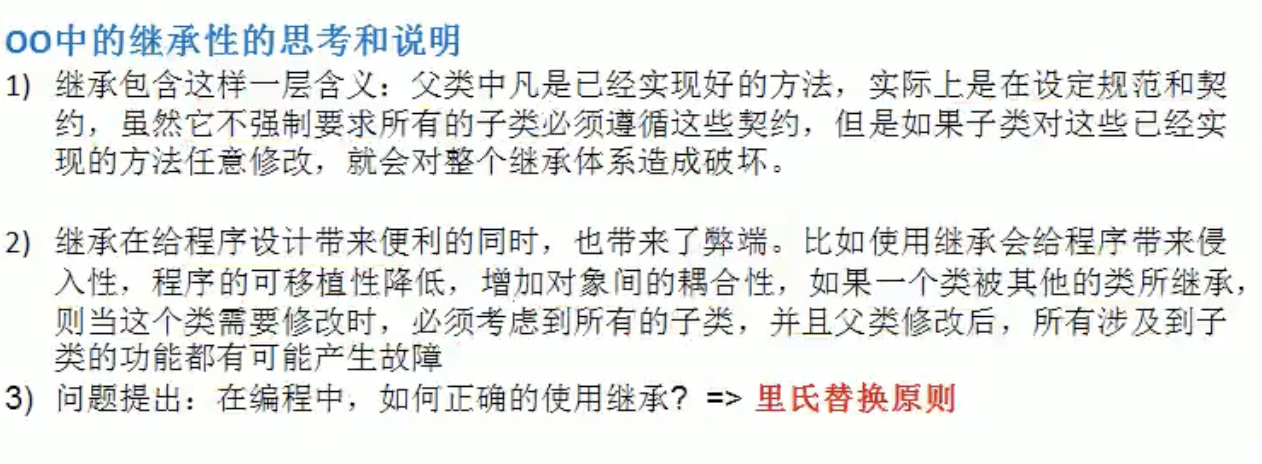 OO中的继承性的思考和说明
1) 继承包含这样一层含义：父类中凡是已经实现好的方法，实际上是在设定规范和契
约，虽然它不强制要求所有的子类必须遵循这些契约，但是如果子类对这些已经实
现的方法任意修改，就会对整个继承体系造成破坏。
2) 继承在给程序设计带来便利的同时，也带来了弊端。比如使用继承会给程序带来侵
入性，程序的可移植性降低，增加对象间的耦合性，如果一个类被其他的类所继承，
则当这个类需要修改时，必须考虑到所有的子类，并且父类修改后，所有涉及到子
类的功能都有可能产生故障
3) 问题提出：在编程中，如何正确的使用继承? => 里氏替换原则